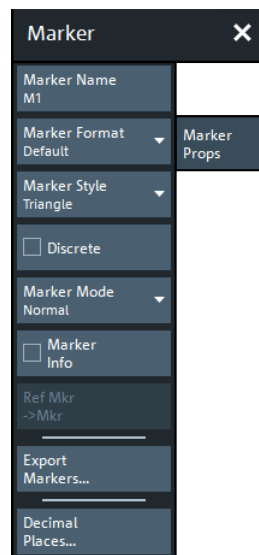 Marker
Marker Name
M1
Marker Format
Default
Marker Props
Marker Style
Triangle
Discrete
Marker Mode
Normal
Marker
Info
Ref Mkr
->Mkr
Export
Markers...
Decimal
Places...